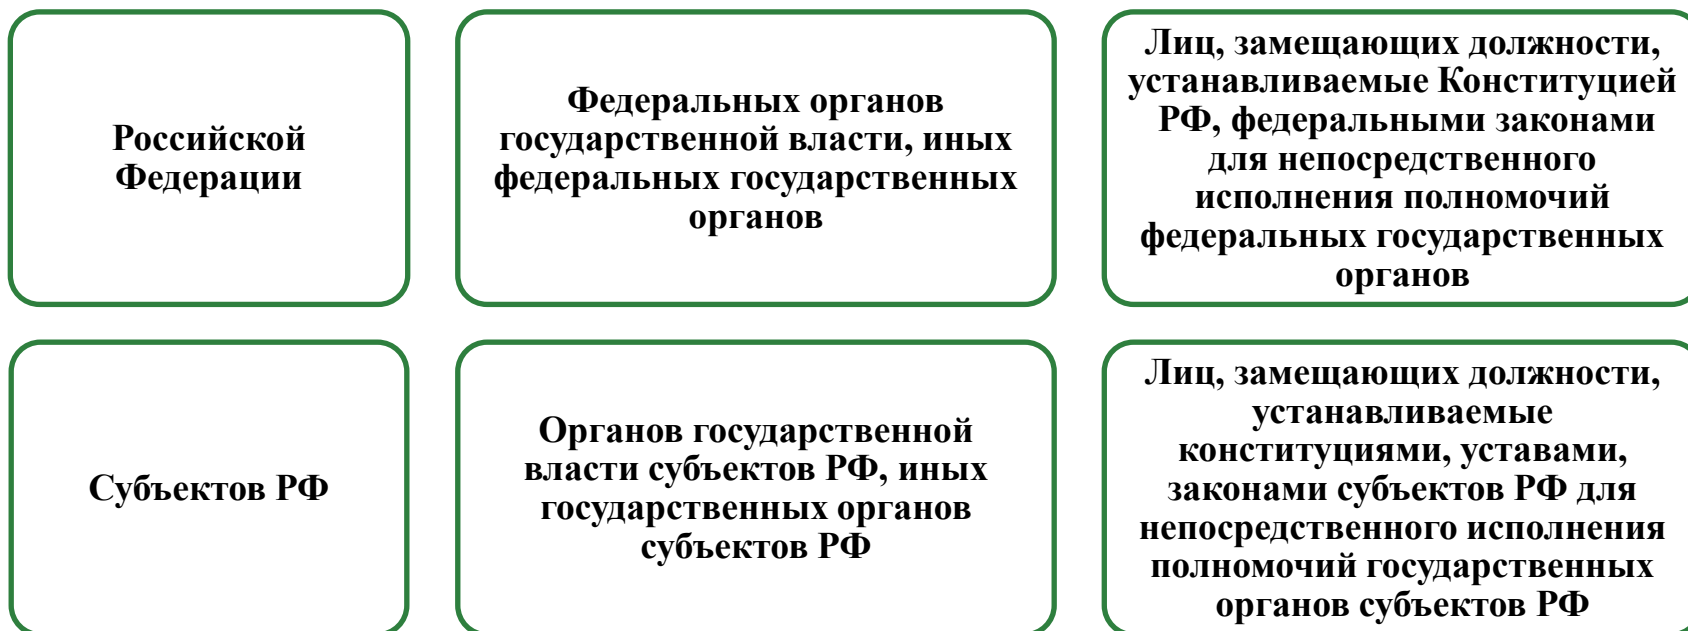 Российской
Федерации
Федеральных органов
государственной власти, иных
федеральных государственных
органов
Лиц, замещающих должности,
устанавливаемые Конституцией
РФ, федеральными законами
для непосредственного
исполнения полномочий
федеральных государственных
органов
Субъектов РФ
Органов государственной
власти субъектов РФ, иных
государственных органов
субъектов РФ
Лиц, замещающих должности,
устанавливаемые
конституциями, уставами,
законами субъектов РФ для
непосредственного исполнения
полномочий государственных
органов субъектов РФ